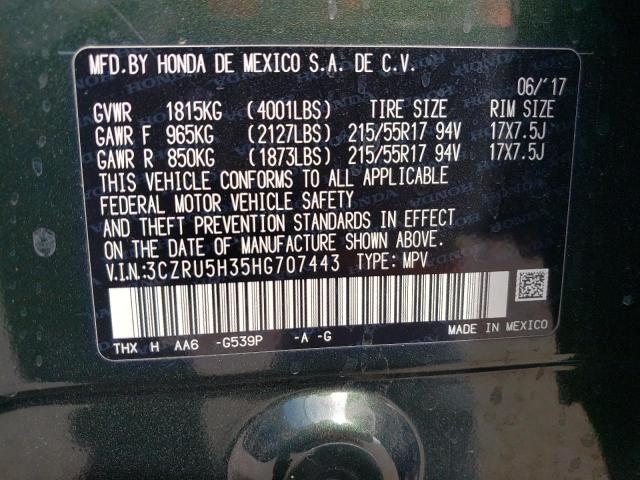 MFD.BY HONDA DE MEXICO S.A. DE C.V.
06/'17
GVWR 1815KG (4001LBS) TIRE SIZE RIM SIZE
GAWR F 965KG (2127LBS) 215/55R17 94V 17X7.5J
GAWR R 850KG (1873LBS) 215/55R17 94V 17X7.5J
THIS VEHICLE CONFORMS TO ALL APPLICABLE
FEDERAL MOTOR VEHICLE SAFETY
AND THEFT PREVENTION STANDARDS IN EFFECT
ON THE DATE OF MANUFACTURE SHOWN ABOVE.
V.I.N.:3CZRU5H35HG707443 TYPE: MPV
THX H AA6 -G539P -A -G
MADE IN MEXICO